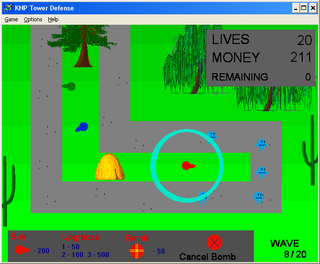 KNP Tower Defense
Game Options Help
LIVES 20
MONEY 211
REMAINING 0
-200
1 - 50
2 - 100 3 - 500
-50
Cancel Bomb
WAVE
8/20